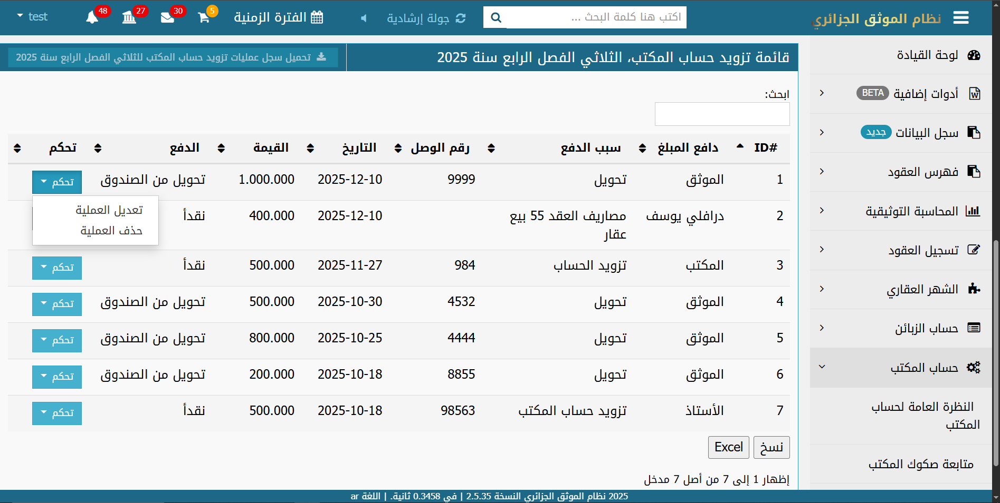 نظام الموثق الجزائري
اكتب هنا كلمة البحث ...
جولة إرشادية
الفترة الزمنية
5
30
27
48
test
لوحة القيادة
أدوات إضافية BETA
سجل البيانات جديد
فهرس العقود
المحاسبة التوثيقية
تسجيل العقود
الشهر العقاري
حساب الزبائن
حساب المكتب
النظرة العامة لحساب
المكتب
متابعة صكوك المكتب
قائمة تزويد حساب المكتب، الثلاثي الفصل الرابع سنة 2025
تحميل سجل عمليات تزويد حساب المكتب للثلاثي الفصل الرابع سنة 2025
ابحث:
ID# دافع المبلغ سبب الدفع رقم الوصل التاريخ القيمة الدفع تحكم
1 الموثق تحويل 9999 2025-12-10 1.000.000 تحويل من الصندوق تحكم
تعديل العملية
حذف العملية
2 درافلي يوسف مصاريف العقد 55 بيع 2025-12-10 400.000 نقدأ
عقار
3 المكتب تزويد الحساب 984 2025-11-27 500.000 نقدأ تحكم
4 الموثق تحويل 4532 2025-10-30 500.000 تحويل من الصندوق تحكم
5 الموثق تحويل 4444 2025-10-25 800.000 تحويل من الصندوق تحكم
6 الموثق تحويل 8855 2025-10-18 200.000 تحويل من الصندوق تحكم
7 الأستاذ تزويد حساب المكتب 98563 2025-10-18 500.000 نقدأ تحكم
نسخ Excel
إظهار 1 إلى 7 من أصل 7 مدخل
2025 نظام الموثق الجزائري النسخة 2.5.35 | في 0.3458 ثانية. | اللغة ar